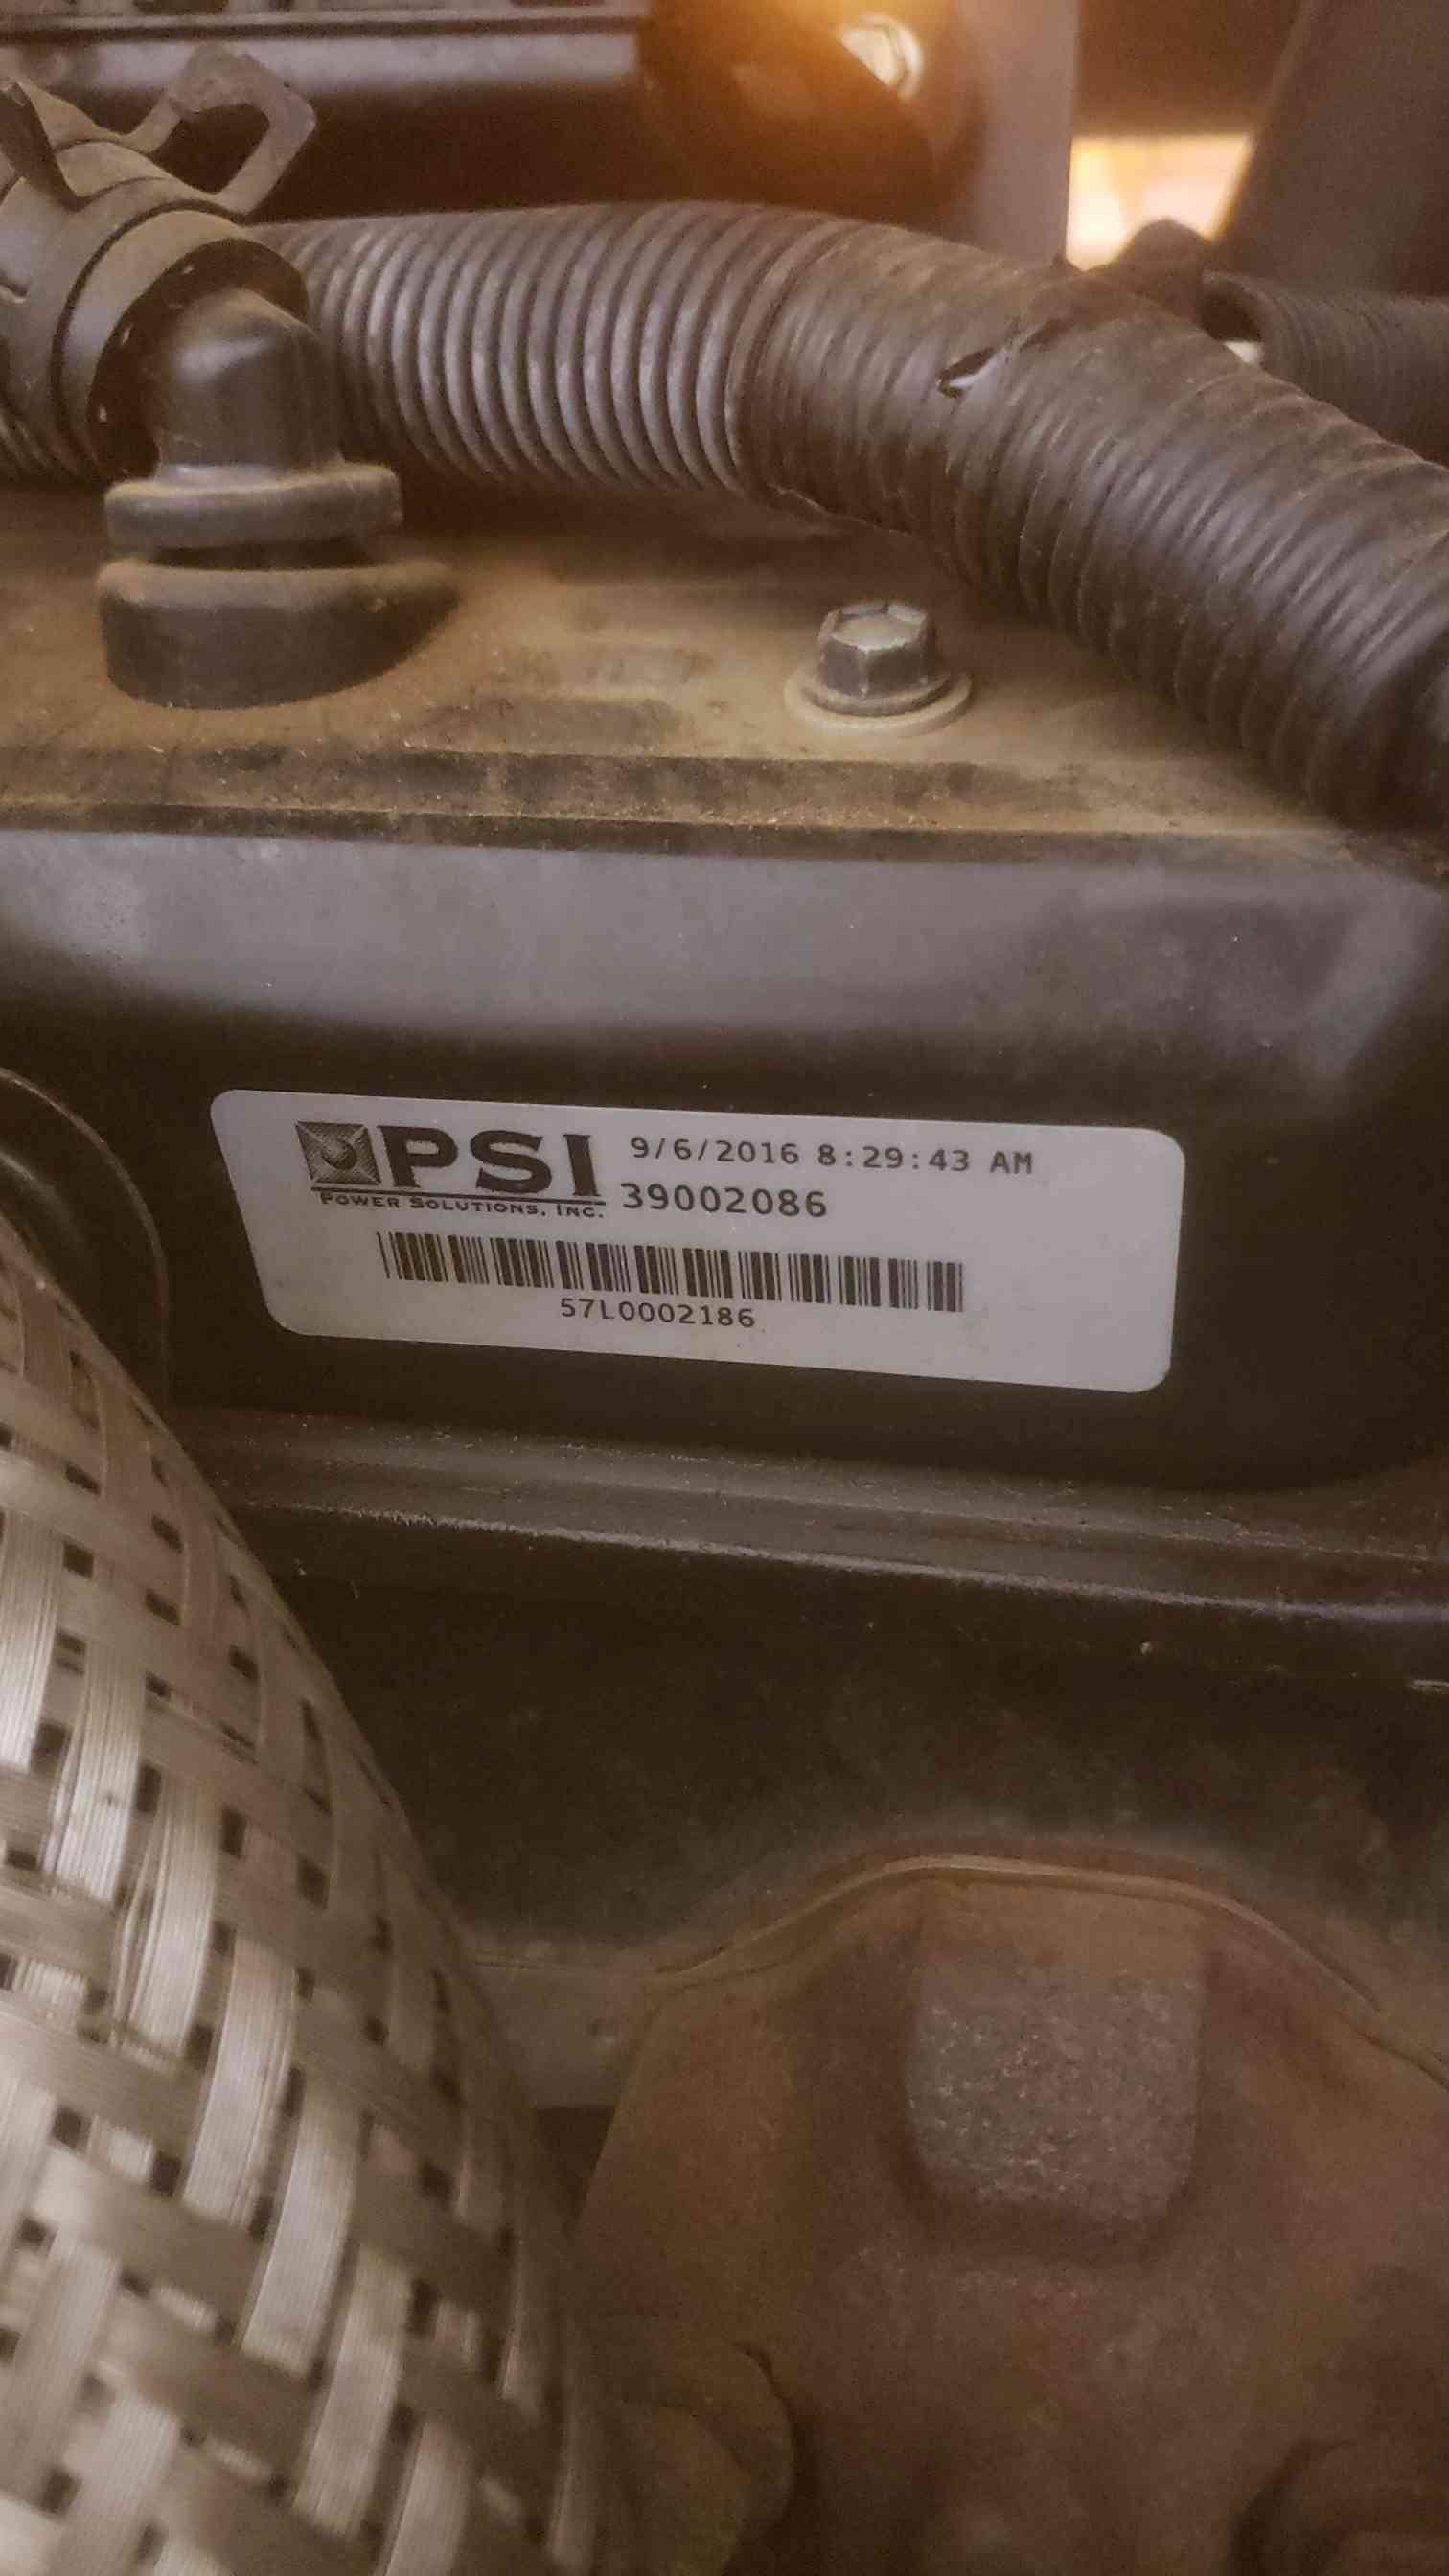 PSI
POWER SOLUTIONS, INC.
9/6/2016 8:29:43 AM
39002086
57L0002186